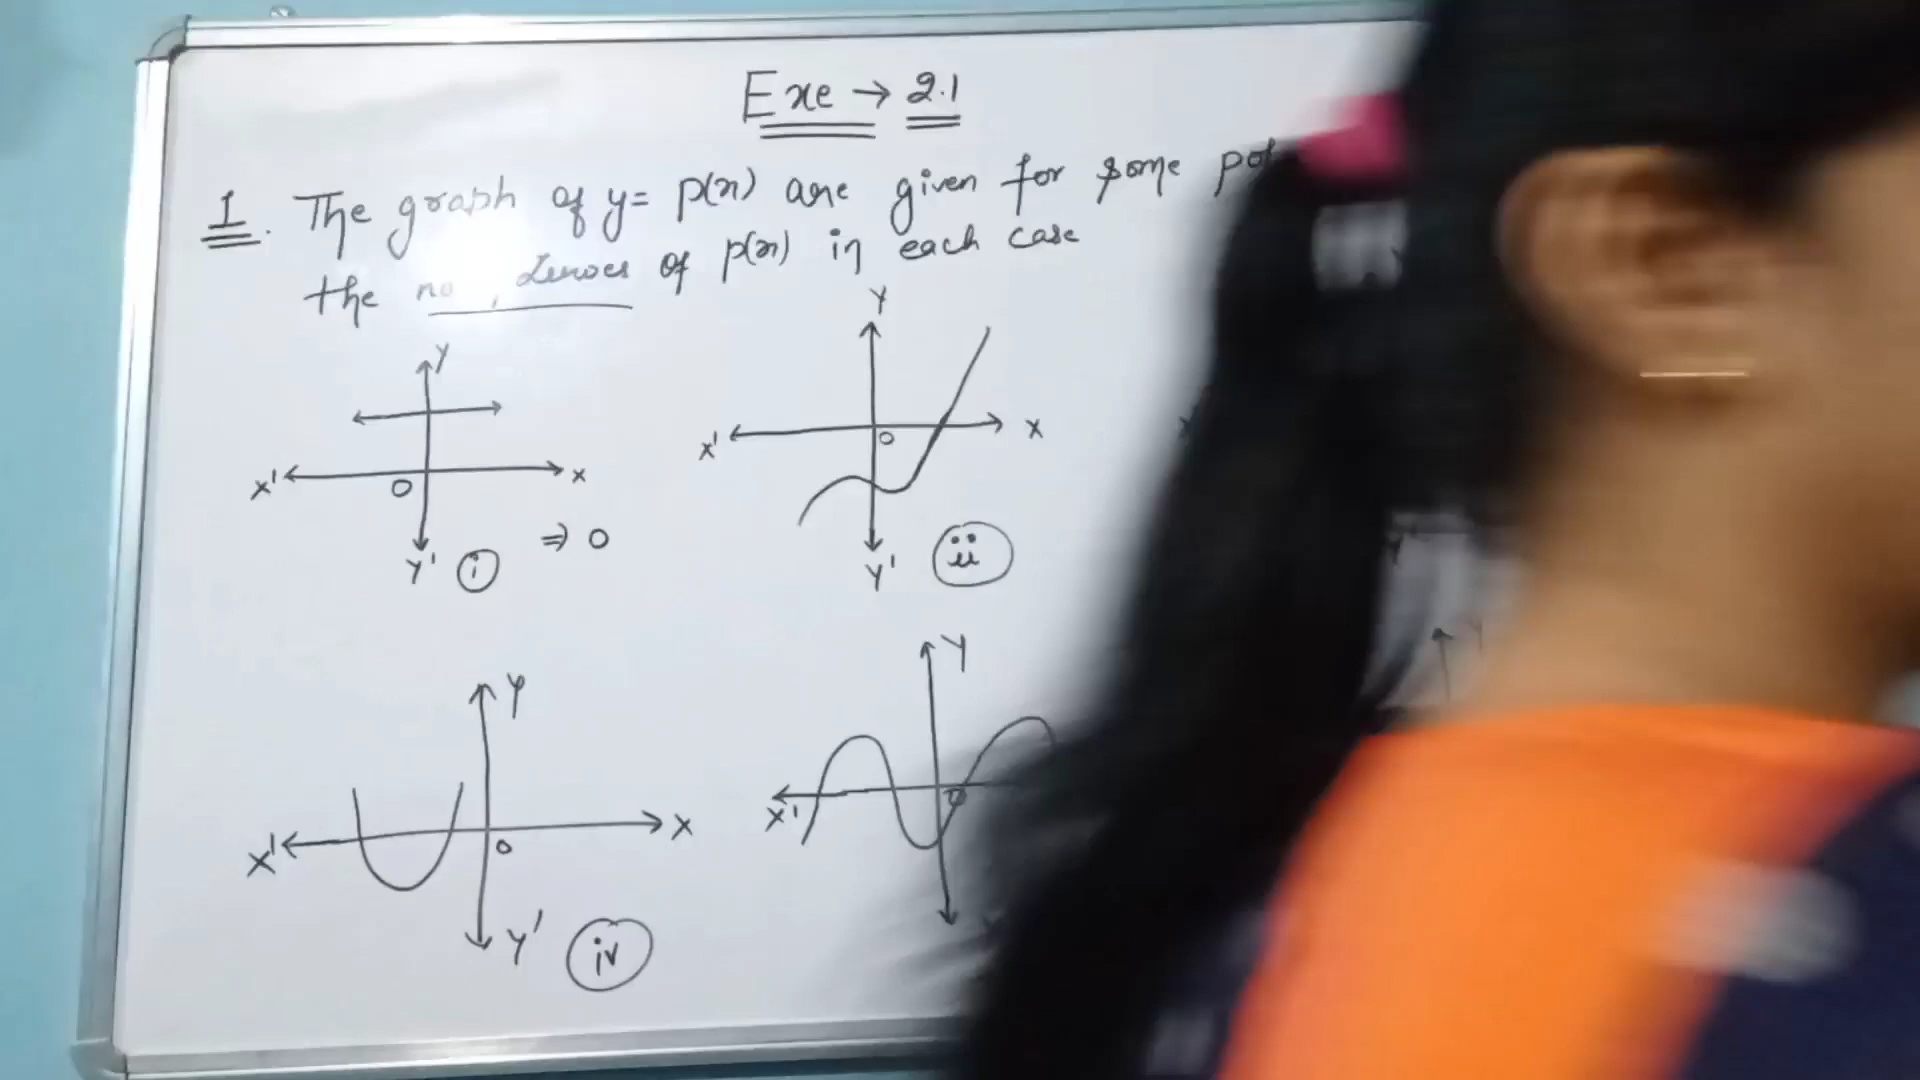 Exe → 2.1
1. The graph of y= p(x) are given for some
the no, Zeroes of p(x) in each case
Y
Y
X' O X
X' O X
Y' i ⇒ 0
Y' ii
Y
Y
X' O X
X' O
Y' iv